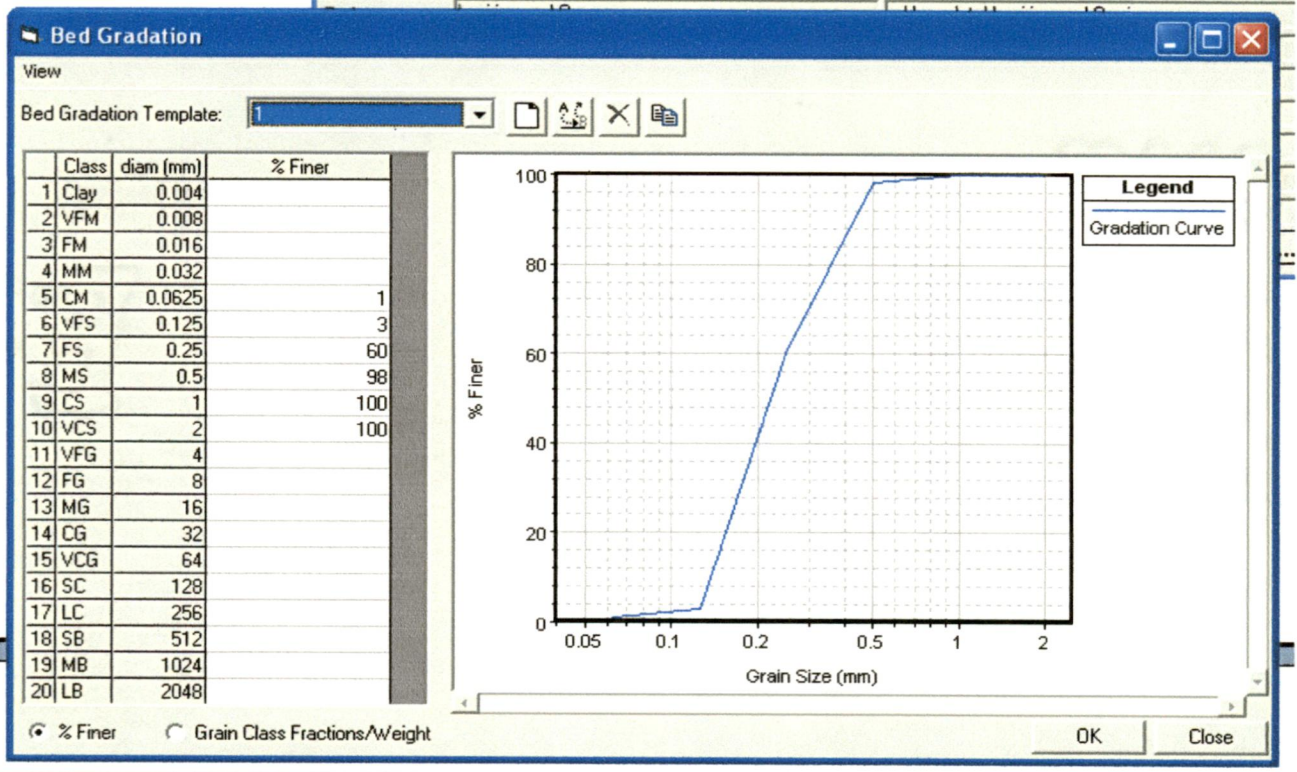 Bed Gradation
View
Bed Gradation Template: 1
Class diam (mm) % Finer
1 Clay 0.004
2 VFM 0.008
3 FM 0.016
4 MM 0.032
5 CM 0.0625 1
6 VFS 0.125 3
7 FS 0.25 60
8 MS 0.5 98
9 CS 1 100
10 VCS 2 100
11 VFG 4
12 FG 8
13 MG 16
14 CG 32
15 VCG 64
16 SC 128
17 LC 256
18 SB 512
19 MB 1024
20 LB 2048
% Finer Grain Class Fractions/Weight
100
80
60
40
20
0
% Finer
0.05 0.1 0.2 0.5 1 2
Grain Size (mm)
Legend
Gradation Curve
OK Close